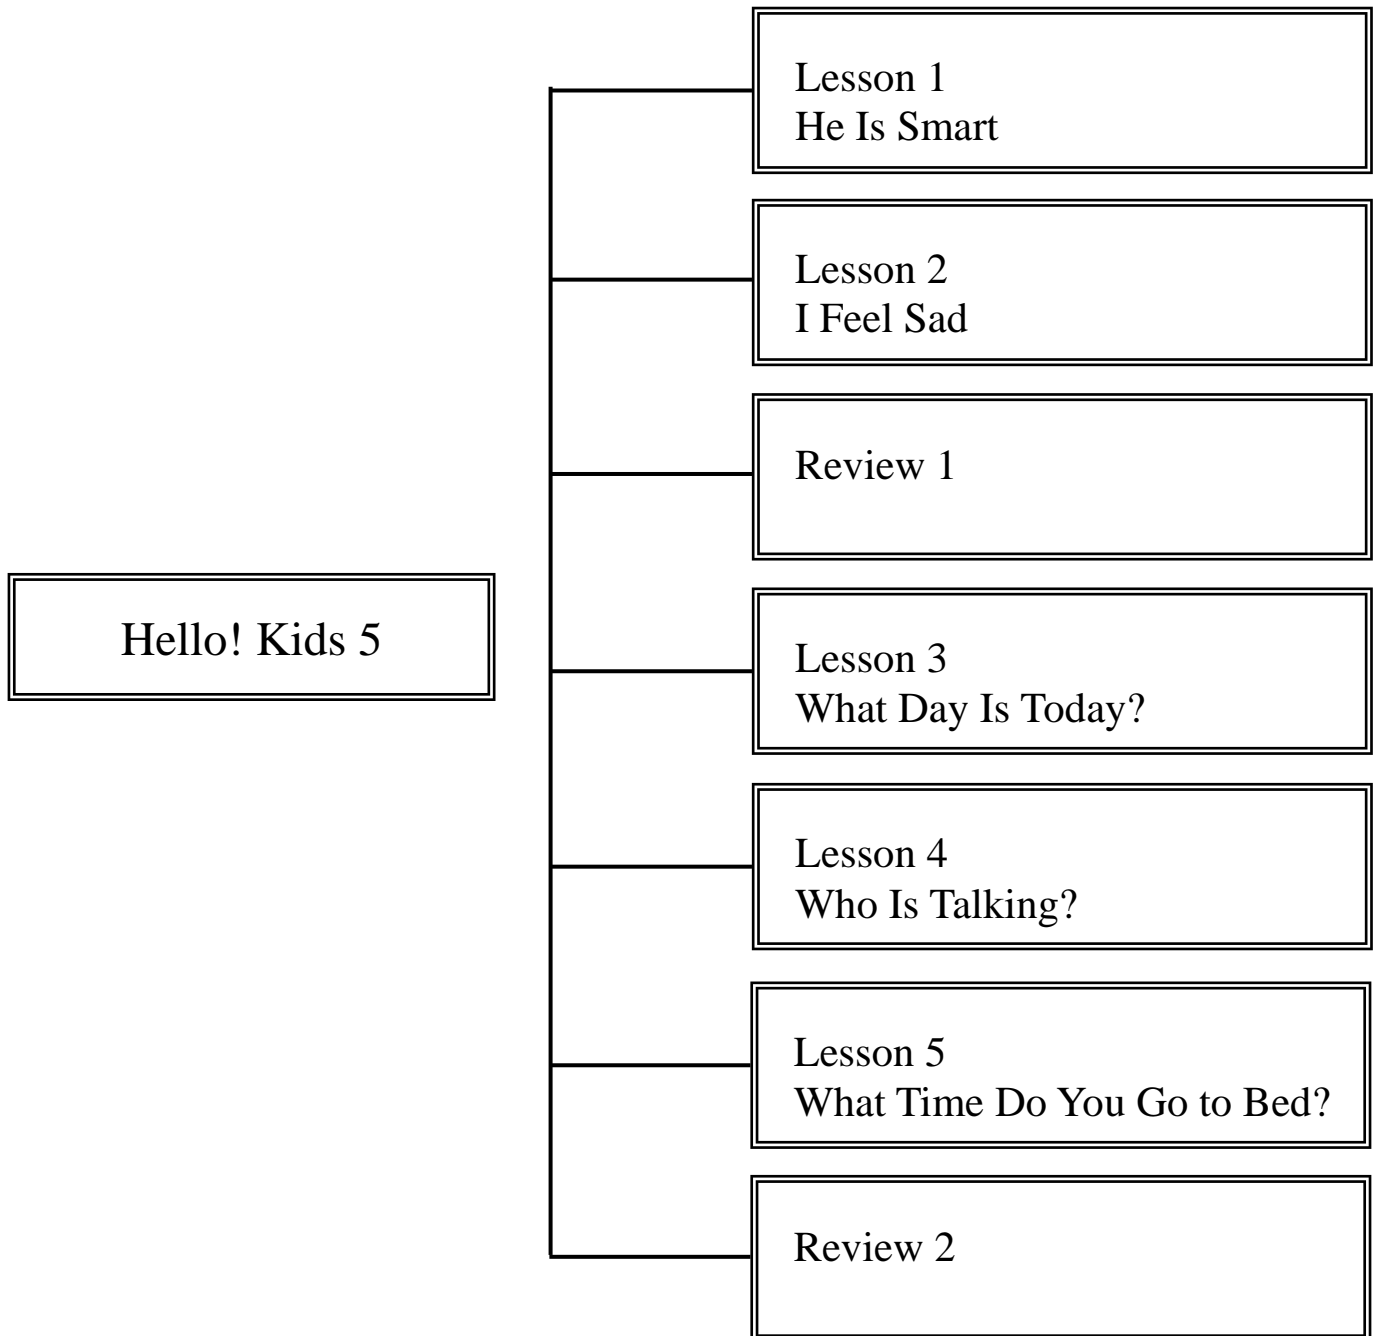 Hello! Kids 5
Lesson 1
He Is Smart
Lesson 2
I Feel Sad
Review 1
Lesson 3
What Day Is Today?
Lesson 4
Who Is Talking?
Lesson 5
What Time Do You Go to Bed?
Review 2